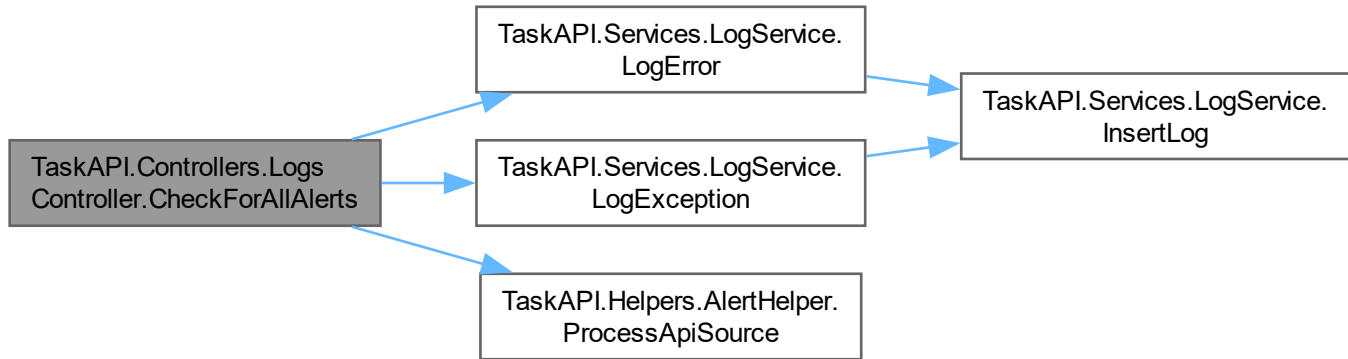 TaskAPI.Controllers.Logs
Controller.CheckForAllAlerts
TaskAPI.Services.LogService.
LogError
TaskAPI.Services.LogService.
LogException
TaskAPI.Helpers.AlertHelper.
ProcessApiSource
TaskAPI.Services.LogService.
InsertLog